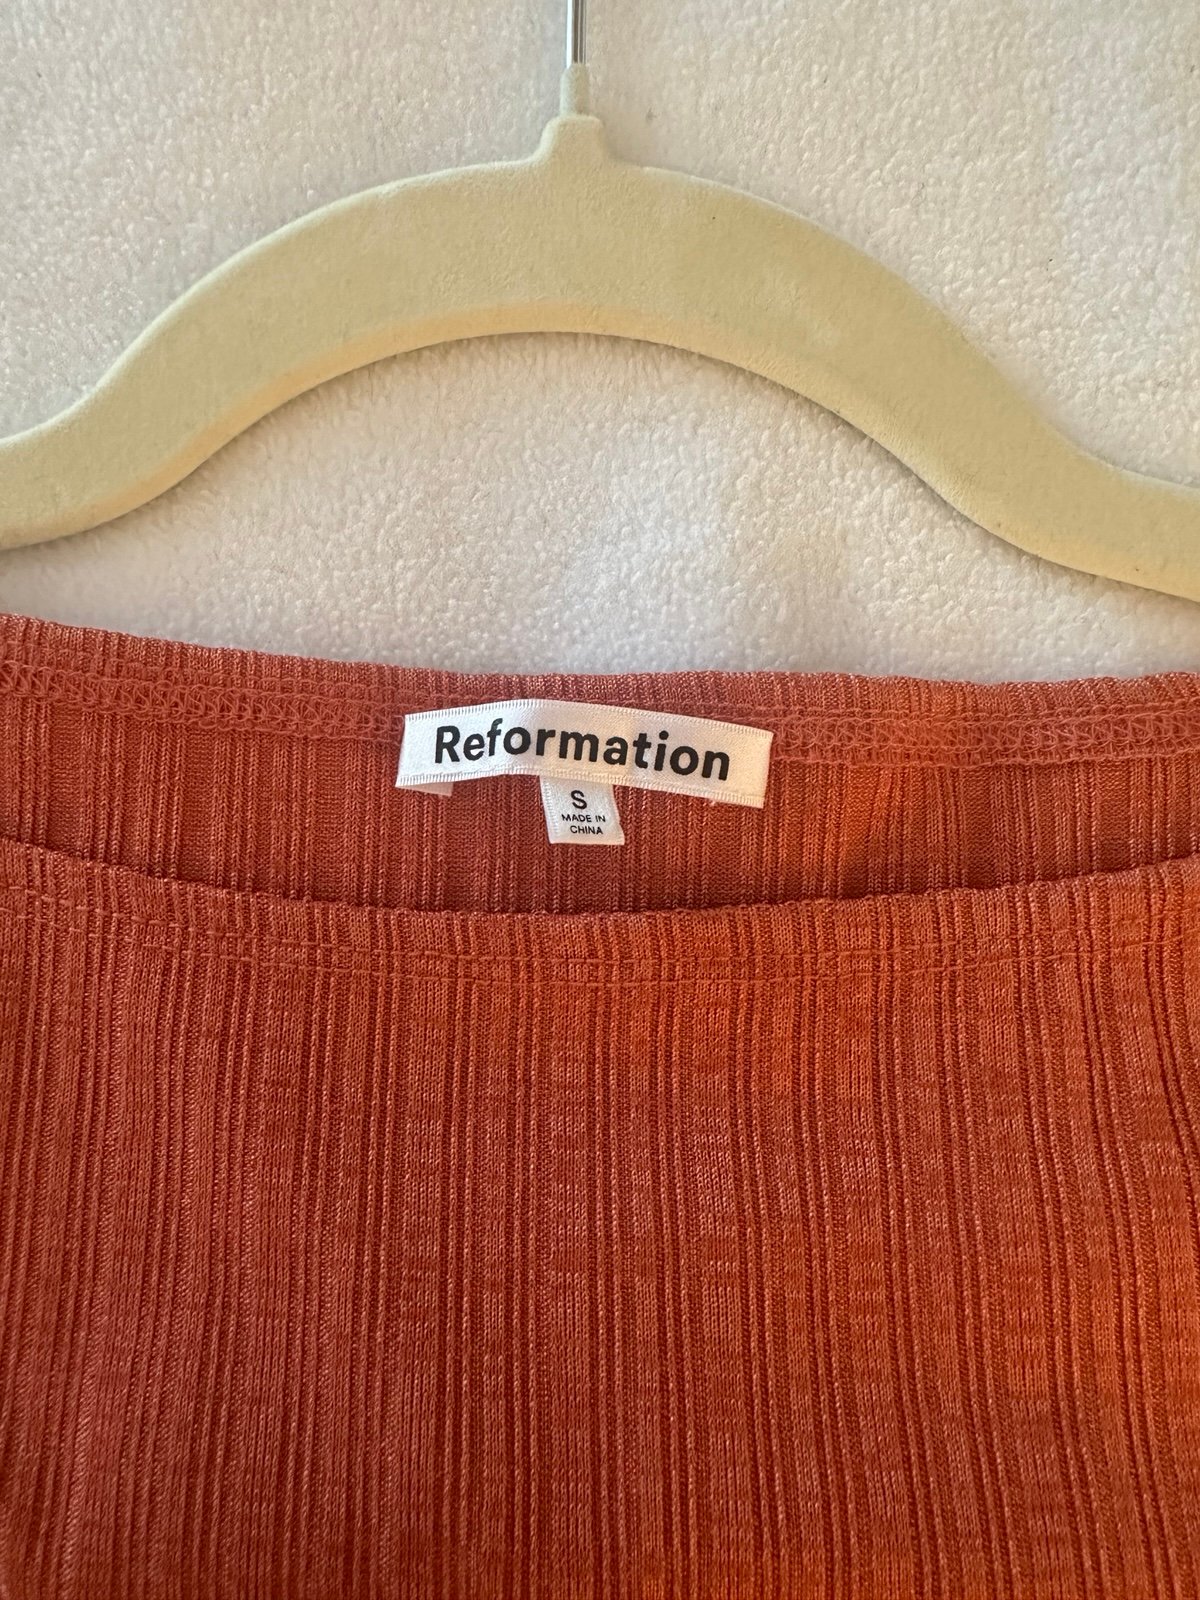 Reformation
S
MADE IN
CHINA